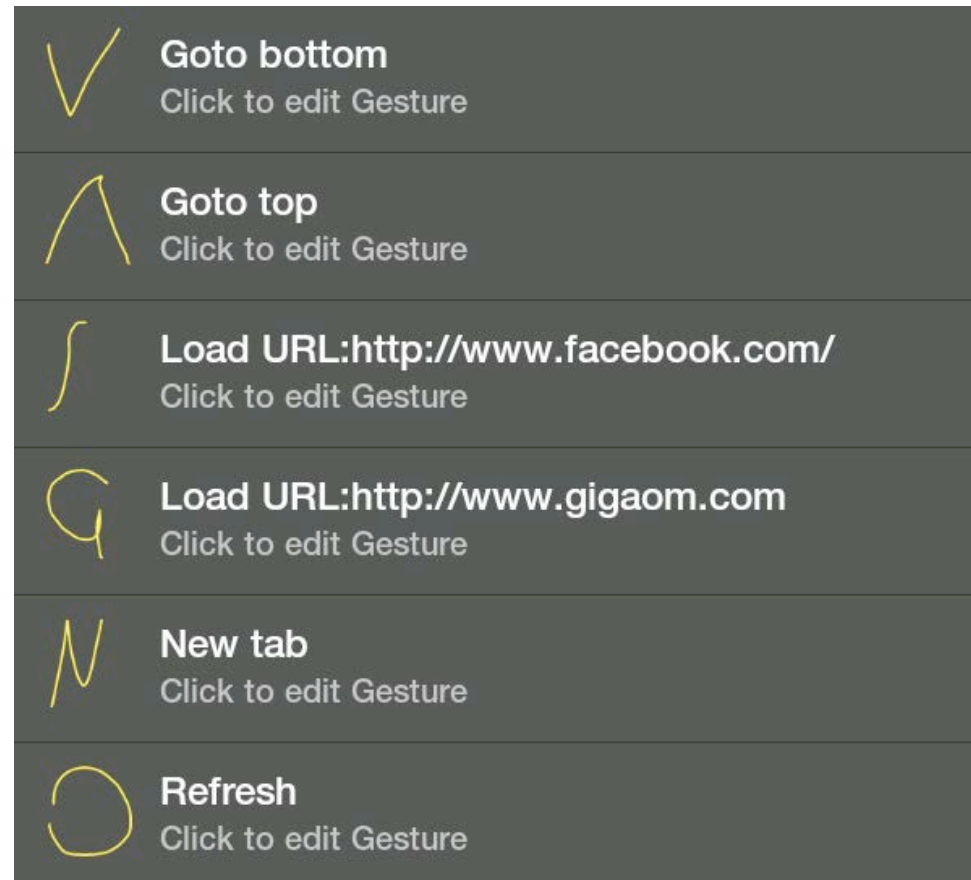 Goto bottom
Click to edit Gesture
Goto top
Click to edit Gesture
Load URL:http://www.facebook.com/
Click to edit Gesture
Load URL:http://www.gigaom.com
Click to edit Gesture
New tab
Click to edit Gesture
Refresh
Click to edit Gesture